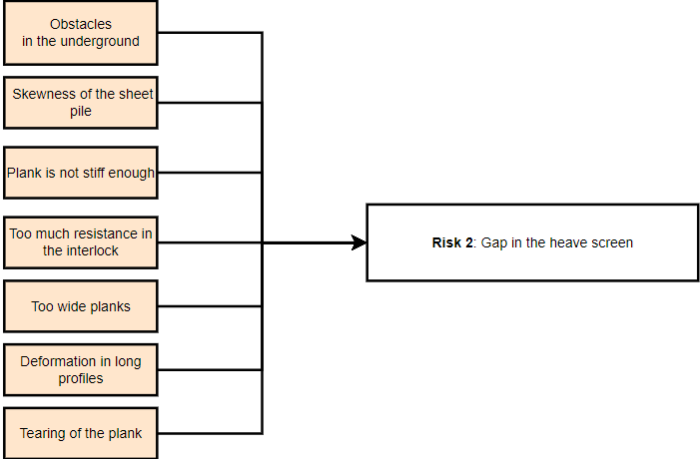 Obstacles
in the underground
Skewness of the sheet
pile
Plank is not stiff enough
Too much resistance in
the interlock
Risk 2: Gap in the heave screen
Too wide planks
Deformation in long
profiles
Tearing of the plank